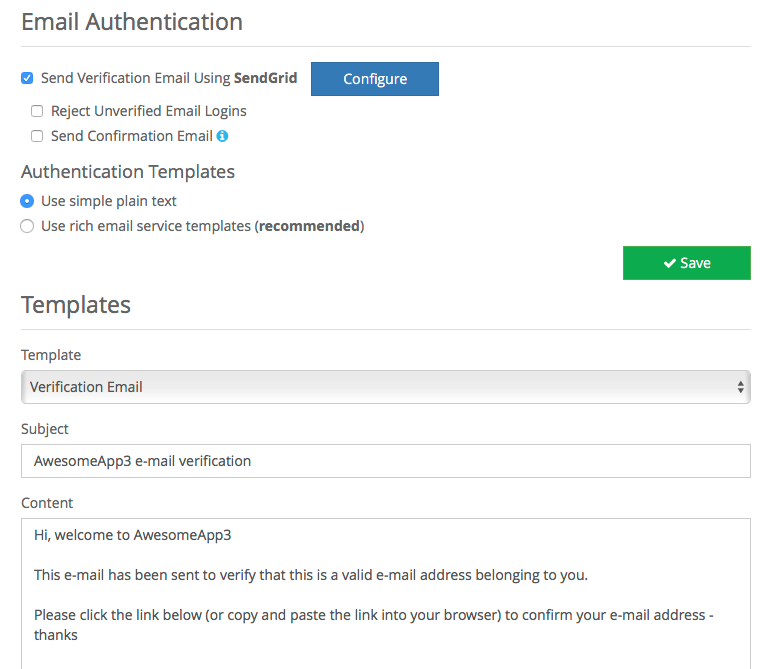 Email Authentication
Send Verification Email Using SendGrid
Configure
Reject Unverified Email Logins
Send Confirmation Email
Authentication Templates
Use simple plain text
Use rich email service templates (recommended)
Save
Templates
Template
Verification Email
Subject
AwesomeApp3 e-mail verification
Content
Hi, welcome to AwesomeApp3
This e-mail has been sent to verify that this is a valid e-mail address belonging to you.
Please click the link below (or copy and paste the link into your browser) to confirm your e-mail address -
thanks